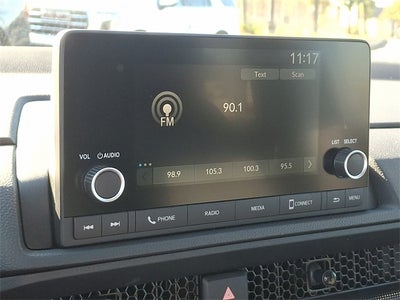 11:17
Text Scan
90.1
FM
VOL AUDIO
LIST SELECT
98.9 105.3 100.3 95.5
PHONE RADIO MEDIA CONNECT MENU